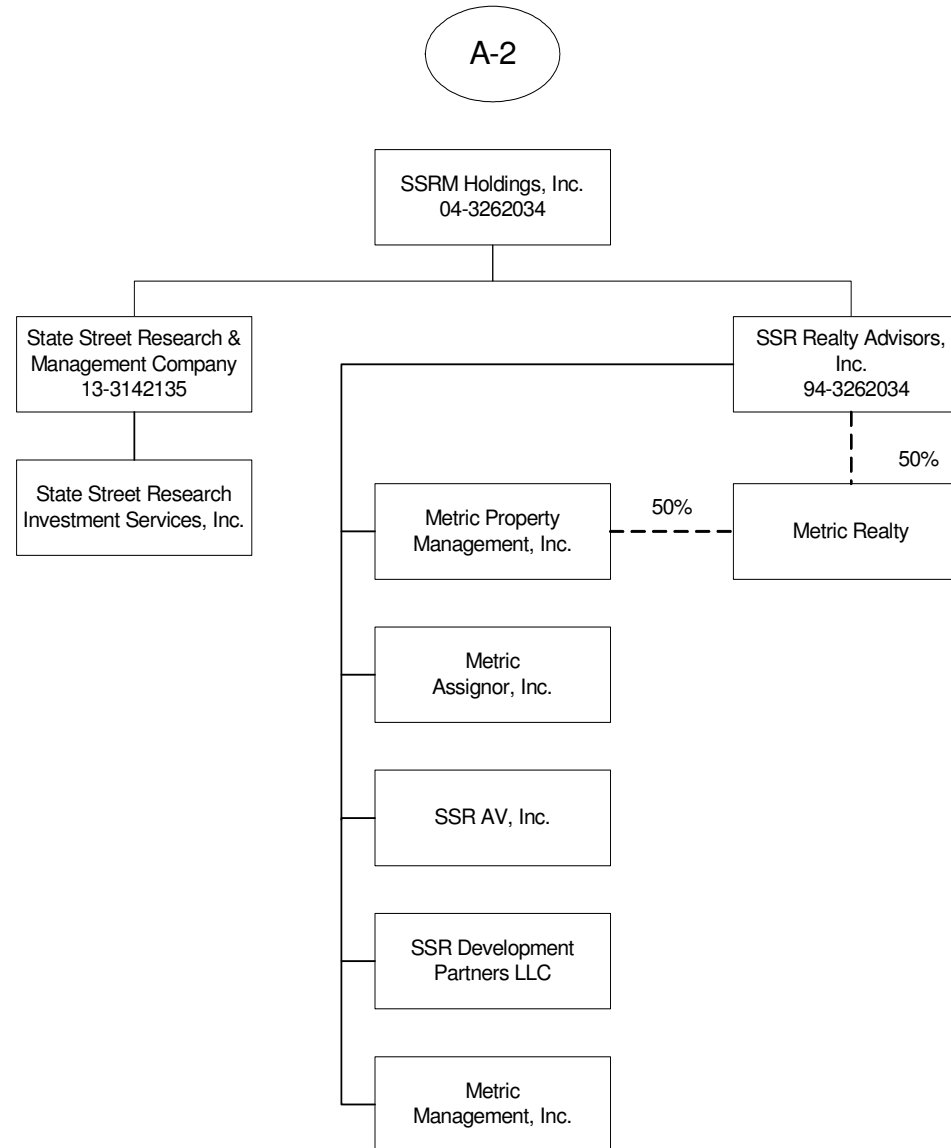 A-2
SSRM Holdings, Inc.
04-3262034
State Street Research &
Management Company
13-3142135
SSR Realty Advisors,
Inc.
94-3262034
50%
State Street Research
Investment Services, Inc.
Metric Property
Management, Inc.
50%
Metric Realty
Metric
Assignor, Inc.
SSR AV, Inc.
SSR Development
Partners LLC
Metric
Management, Inc.